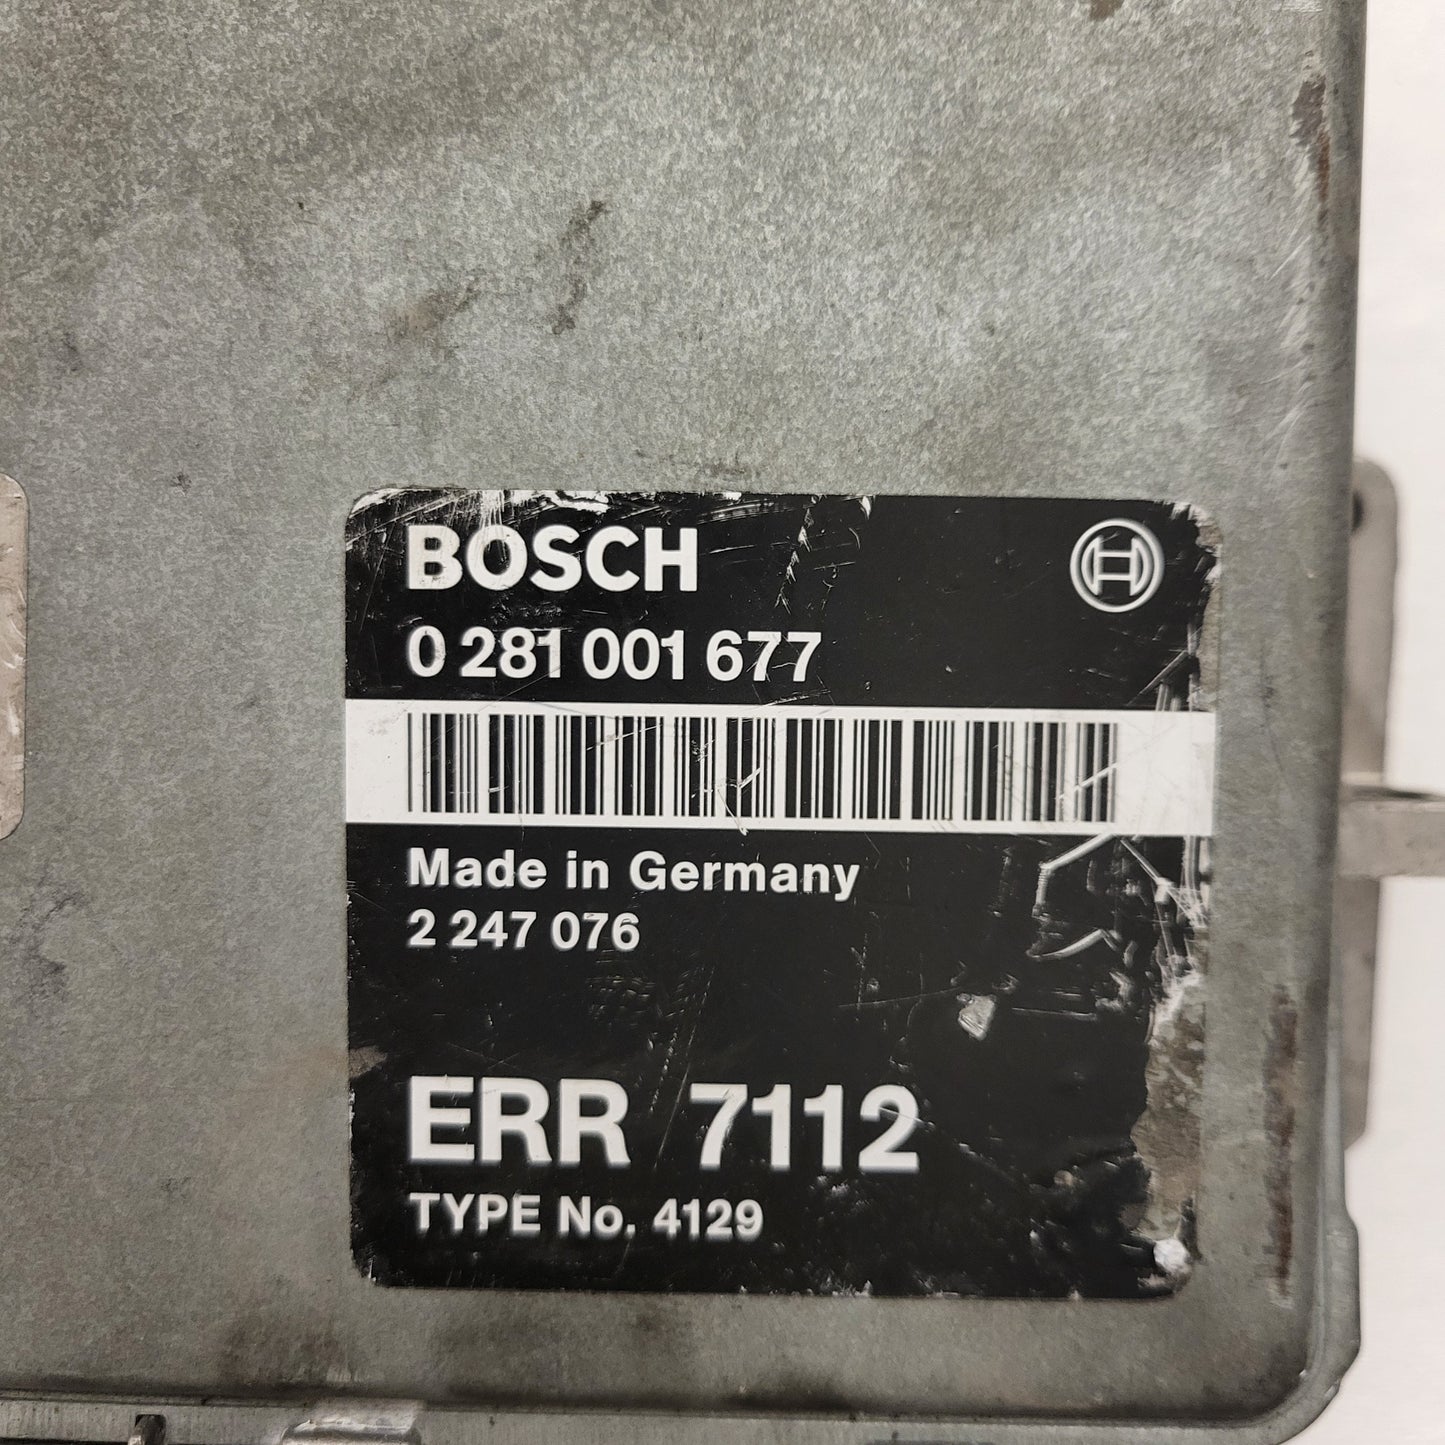 BOSCH
0 281 001 677
Made in Germany
2 247 076
ERR 7112
TYPE No. 4129